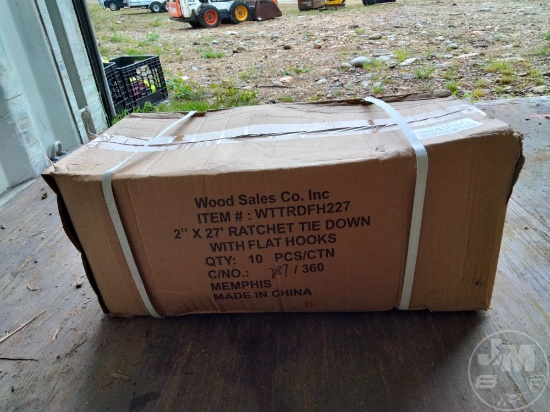 Wood Sales Co. Inc
ITEM # : WTTRDFH227
2" X 27' RATCHET TIE DOWN
WITH FLAT HOOKS
QTY: 10 PCS/CTN
C/NO.: /360
MEMPHIS
MADE IN CHINA
JM